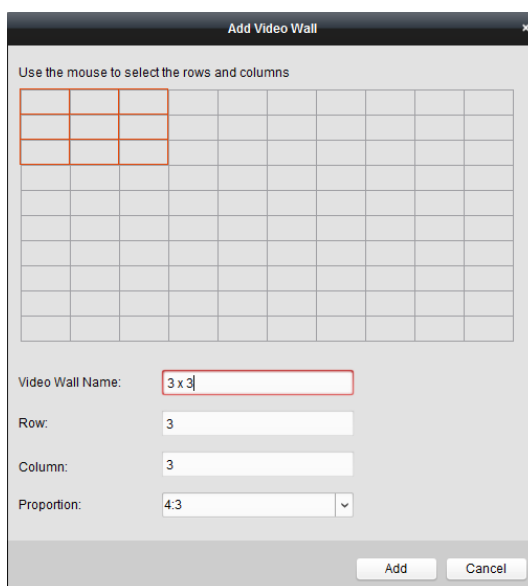 Add Video Wall
Use the mouse to select the rows and columns
Video Wall Name: 3 x 3
Row: 3
Column: 3
Proportion: 4:3
Add Cancel